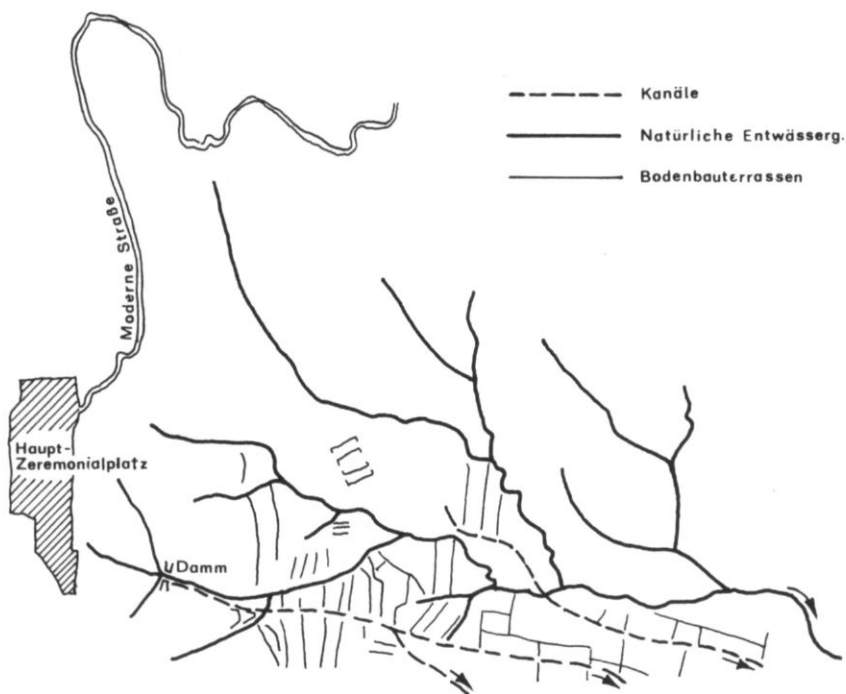 Kanäle
Natürliche Entwässerg.
Bodenbauterrassen
Moderne Straße
Haupt-
Zeremonialplatz
Damm